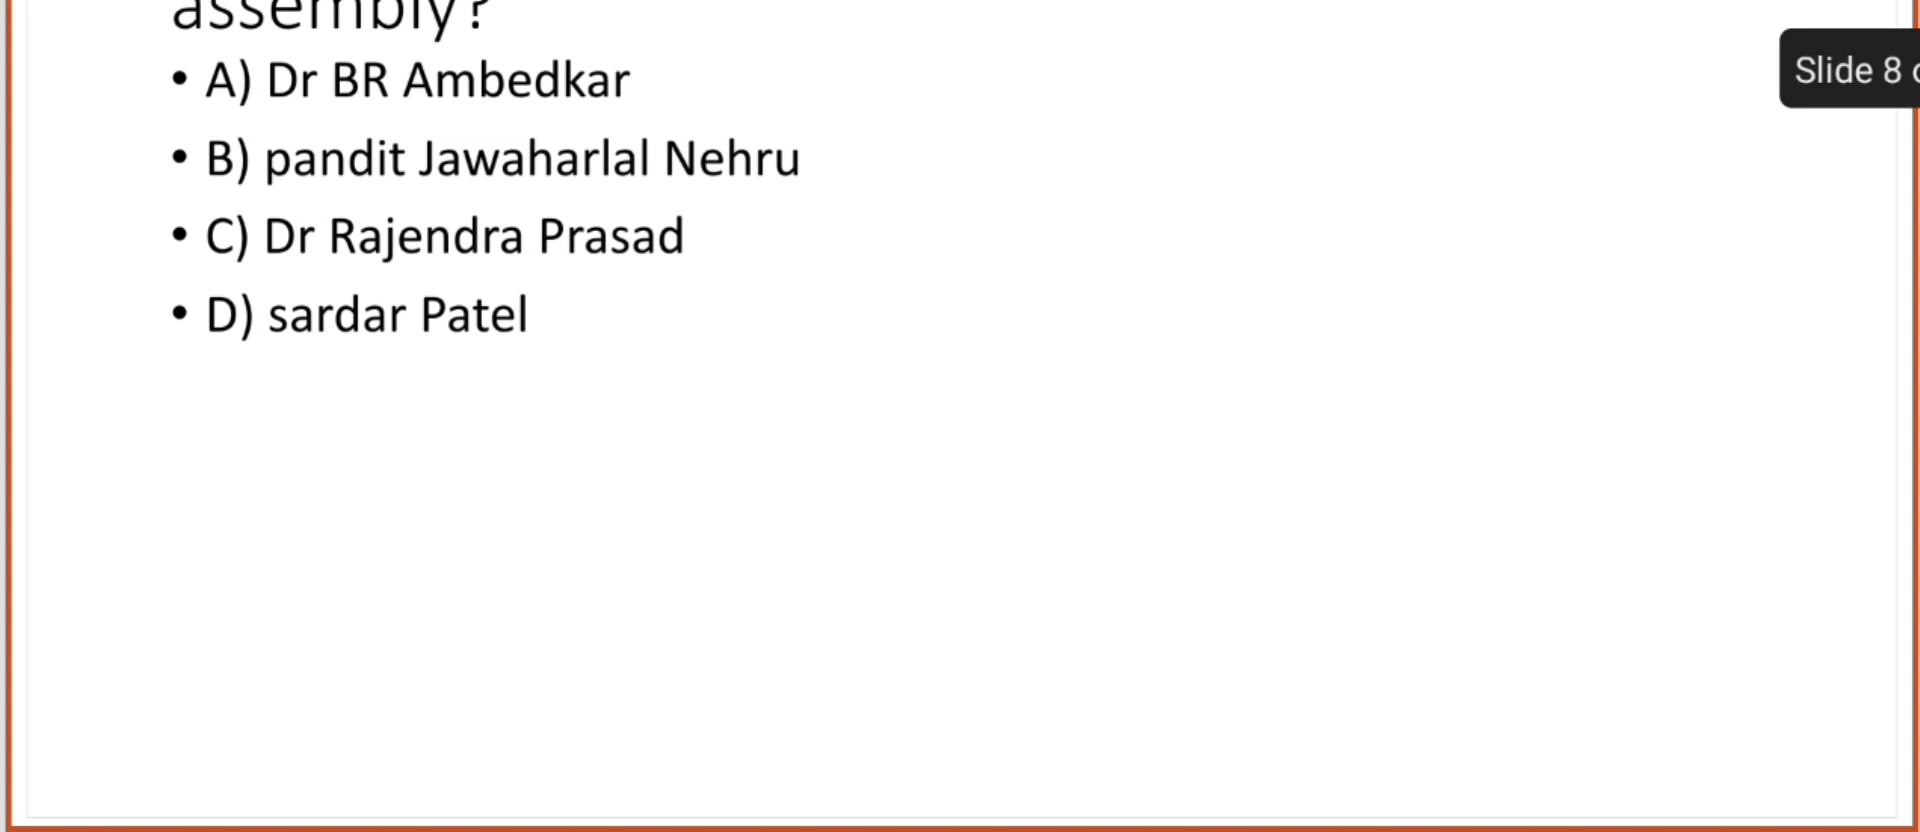 assembly?
• A) Dr BR Ambedkar
Slide 8
• B) pandit Jawaharlal Nehru
• C) Dr Rajendra Prasad
• D) sardar Patel